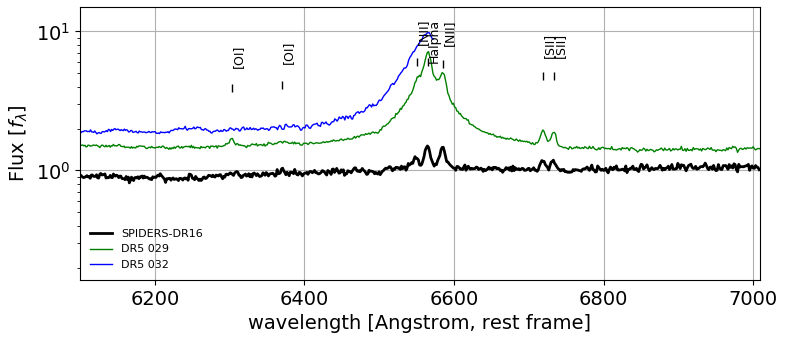 Flux [fλ]
10¹
10⁰
[OI]
[OI]
[NII]
Halpha
[NII]
[SII]
[SII]
SPIDERS-DR16
DR5 029
DR5 032
6200 6400 6600 6800 7000
wavelength [Angstrom, rest frame]